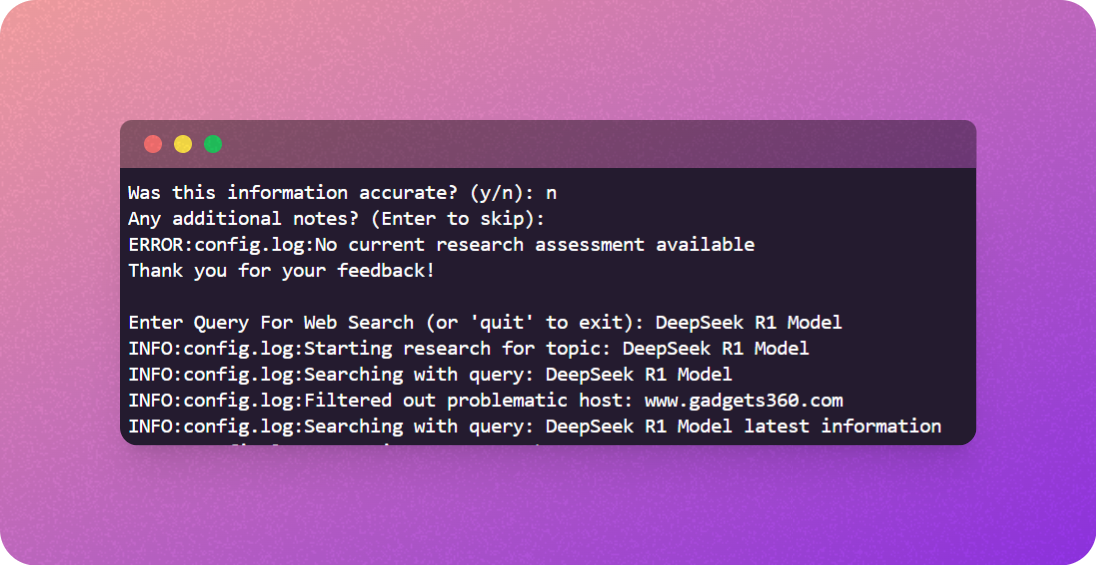 Was this information accurate? (y/n): n
Any additional notes? (Enter to skip):
ERROR:config.log:No current research assessment available
Thank you for your feedback!
Enter Query For Web Search (or 'quit' to exit): DeepSeek R1 Model
INFO:config.log:Starting research for topic: DeepSeek R1 Model
INFO:config.log:Searching with query: DeepSeek R1 Model
INFO:config.log:Filtered out problematic host: www.gadgets360.com
INFO:config.log:Searching with query: DeepSeek R1 Model latest information